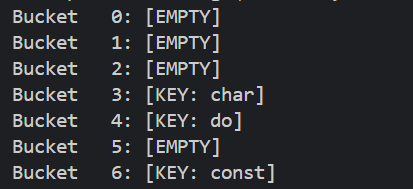 Bucket   0: [EMPTY]
Bucket   1: [EMPTY]
Bucket   2: [EMPTY]
Bucket   3: [KEY: char]
Bucket   4: [KEY: do]
Bucket   5: [EMPTY]
Bucket   6: [KEY: const]